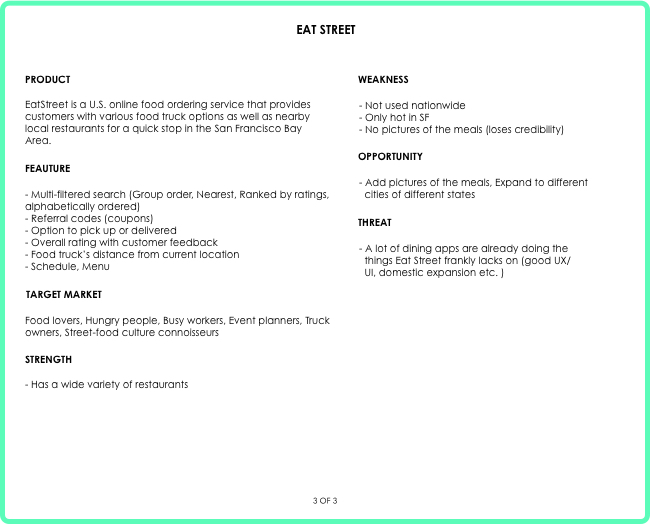 EAT STREET
PRODUCT
EatStreet is a U.S. online food ordering service that provides
customers with various food truck options as well as nearby
local restaurants for a quick stop in the San Francisco Bay
Area.
FEAUTURE
- Multi-filtered search (Group order, Nearest, Ranked by ratings,
alphabetically ordered)
- Referral codes (coupons)
- Option to pick up or delivered
- Overall rating with customer feedback
- Food truck's distance from current location
- Schedule, Menu
TARGET MARKET
Food lovers, Hungry people, Busy workers, Event planners, Truck
owners, Street-food culture connoisseurs
STRENGTH
- Has a wide variety of restaurants
WEAKNESS
- Not used nationwide
- Only hot in SF
- No pictures of the meals (loses credibility)
OPPORTUNITY
- Add pictures of the meals, Expand to different
cities of different states
THREAT
- A lot of dining apps are already doing the
things Eat Street frankly lacks on (good UX/
UI, domestic expansion etc. )
3 OF 3